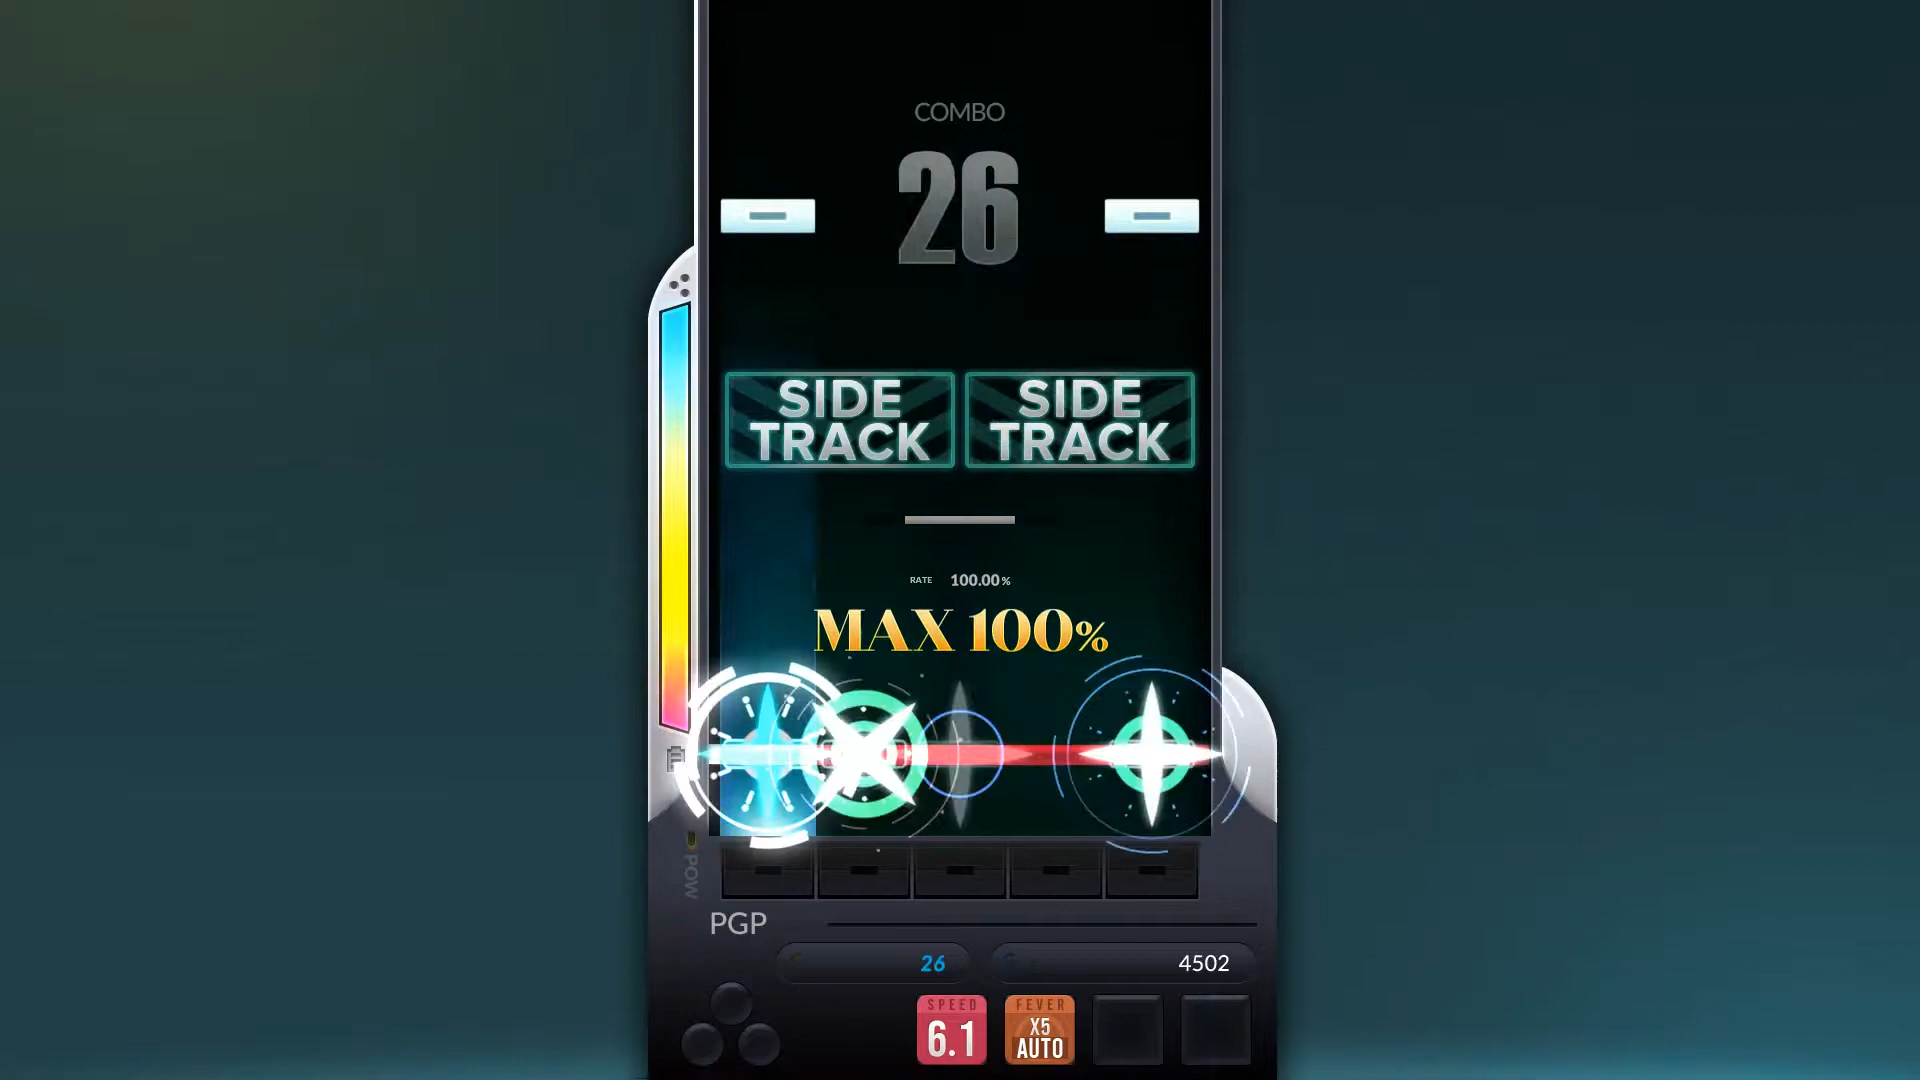 COMBO
26
SIDE TRACK
SIDE TRACK
RATE 100.00%
MAX 100%
POW
PGP
26
4502
SPEED
6.1
FEVER
X5
AUTO